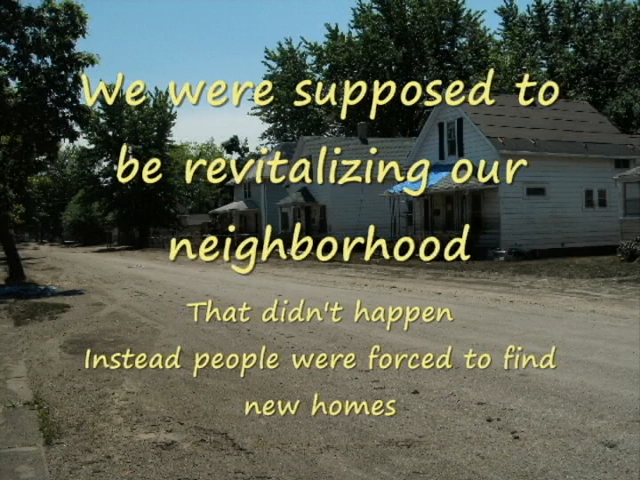 We were supposed to
be revitalizing our
neighborhood
That didn't happen
Instead people were forced to find
new homes